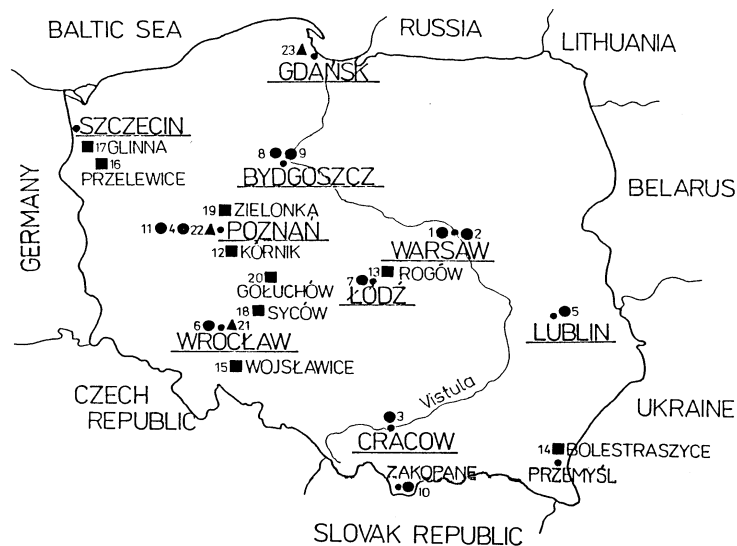 BALTIC SEA
RUSSIA
LITHUANIA
23
GDAŃSK
SZCZECIN
17 GLINNA
16
PRZELEWICE
8 9
BYDGOSZCZ
BELARUS
GERMANY
19 ZIELONKA
11 4 22 POZNAŃ
1 2
WARSAW
12 KÓRNIK
13 ROGÓW
20
GOŁUCHÓW
7
ŁÓDŹ
18 SYCÓW
5
LUBLIN
6 21
WROCŁAW
15 WOJSŁAWICE
CZECH
REPUBLIC
Vistula
3
CRACOW
UKRAINE
14 BOLESTRASZYCE
PRZEMYŚL
ZAKOPANE
10
SLOVAK REPUBLIC